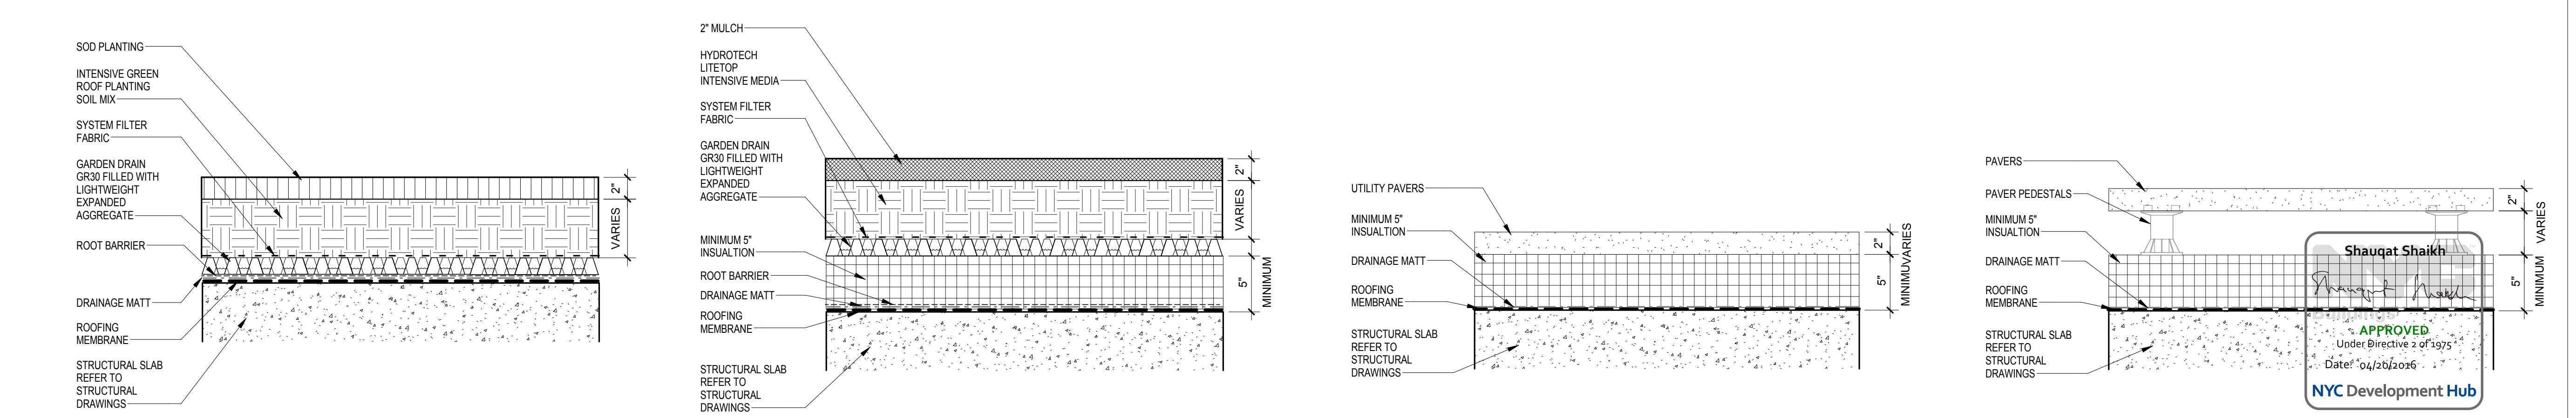 SOD PLANTING
INTENSIVE GREEN
ROOF PLANTING
SOIL MIX
SYSTEM FILTER
FABRIC
GARDEN DRAIN
GR30 FILLED WITH
LIGHTWEIGHT
EXPANDED
AGGREGATE
ROOT BARRIER
DRAINAGE MATT
ROOFING
MEMBRANE
STRUCTURAL SLAB
REFER TO
STRUCTURAL
DRAWINGS
2"
VARIES
2" MULCH
HYDROTECH
LITETOP
INTENSIVE MEDIA
SYSTEM FILTER
FABRIC
GARDEN DRAIN
GR30 FILLED WITH
LIGHTWEIGHT
EXPANDED
AGGREGATE
MINIMUM 5"
INSUALTION
ROOT BARRIER
DRAINAGE MATT
ROOFING
MEMBRANE
STRUCTURAL SLAB
REFER TO
STRUCTURAL
DRAWINGS
2"
VARIES
5"
MINIMUM
UTILITY PAVERS
MINIMUM 5"
INSUALTION
DRAINAGE MATT
ROOFING
MEMBRANE
STRUCTURAL SLAB
REFER TO
STRUCTURAL
DRAWINGS
2"
VARIES
5"
MINIMU
PAVERS
PAVER PEDESTALS
MINIMUM 5"
INSUALTION
DRAINAGE MATT
ROOFING
MEMBRANE
STRUCTURAL SLAB
REFER TO
STRUCTURAL
DRAWINGS
2"
VARIES
5"
MINIMUM
Shauqat Shaikh
APPROVED
Under Directive 2 of 1975
Date: 04/20/2016
NYC Development Hub